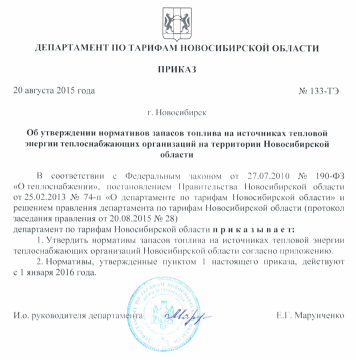 ДЕПАРТАМЕНТ ПО ТАРИФАМ НОВОСИБИРСКОЙ ОБЛАСТИ
ПРИКАЗ
20 августа 2015 года № 133-ТЭ
г. Новосибирск
Об утверждении нормативов запасов топлива на источниках тепловой
энергии теплоснабжающих организаций на территории Новосибирской
области
В соответствии с Федеральным законом от 27.07.2010 № 190-ФЗ
«О теплоснабжении», постановлением Правительства Новосибирской области
от 25.02.2013 № 74-п «О департаменте по тарифам Новосибирской области» и
решением правления департамента по тарифам Новосибирской области (протокол
заседания правления от 20.08.2015 № 28)
департамент по тарифам Новосибирской области п р и к а з ы в а е т:
1. Утвердить нормативы запасов топлива на источниках тепловой энергии
теплоснабжающих организаций Новосибирской области согласно приложению.
2. Нормативы, утвержденные пунктом 1 настоящего приказа, действуют
с 1 января 2016 года.
И.о. руководителя департамента Е.Г. Марунченко